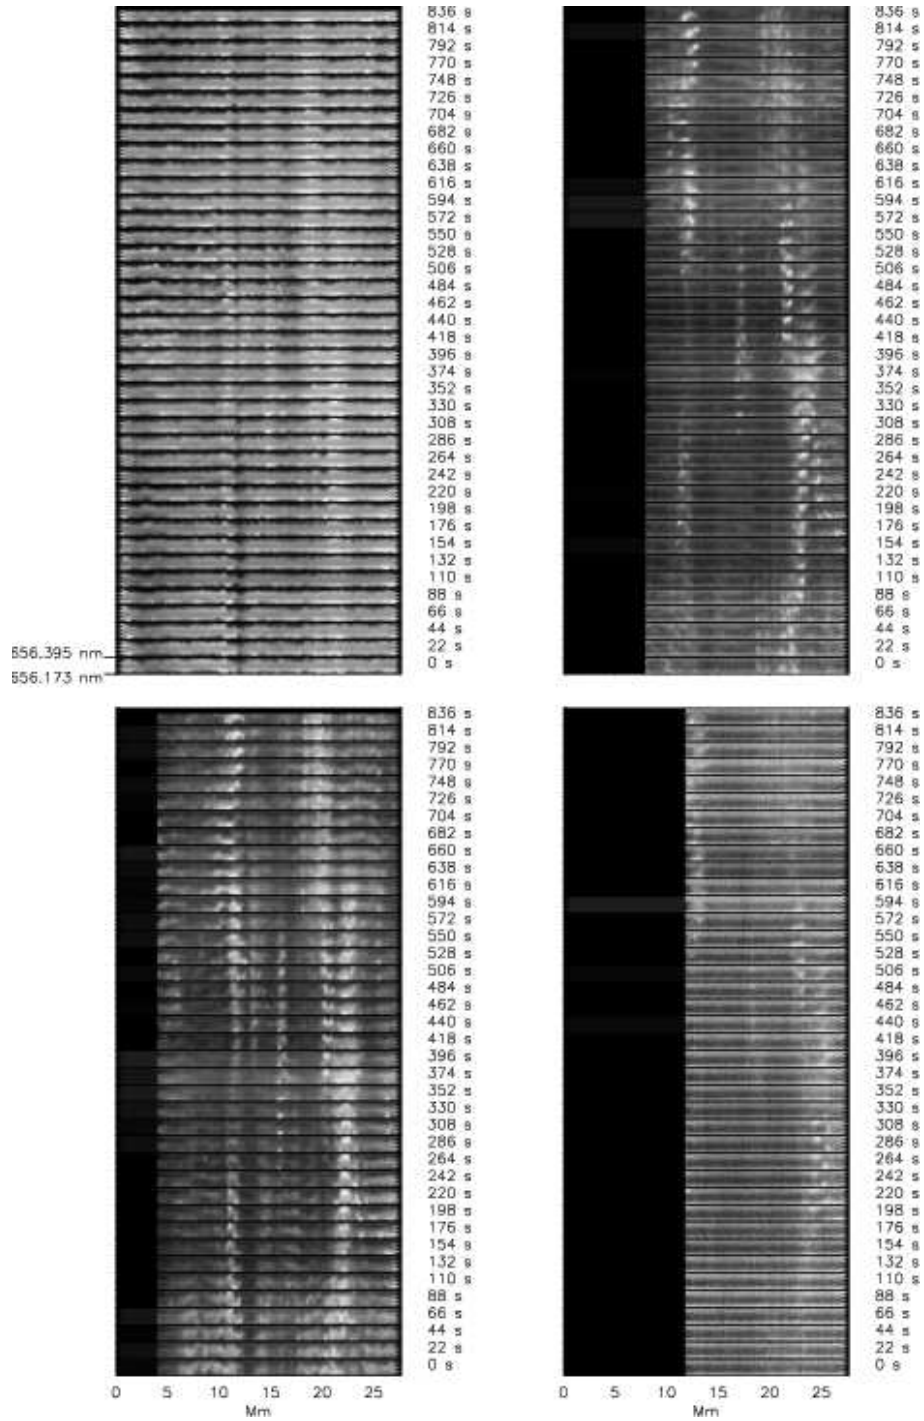 836 s
814 s
792 s
770 s
748 s
726 s
704 s
682 s
660 s
638 s
616 s
594 s
572 s
550 s
528 s
506 s
484 s
462 s
440 s
418 s
396 s
374 s
352 s
330 s
308 s
286 s
264 s
242 s
220 s
198 s
176 s
154 s
132 s
110 s
88 s
66 s
44 s
22 s
0 s
656.395 nm
656.173 nm
836 s
814 s
792 s
770 s
748 s
726 s
704 s
682 s
660 s
638 s
616 s
594 s
572 s
550 s
528 s
506 s
484 s
462 s
440 s
418 s
396 s
374 s
352 s
330 s
308 s
286 s
264 s
242 s
220 s
198 s
176 s
154 s
132 s
110 s
88 s
66 s
44 s
22 s
0 s
836 s
814 s
792 s
770 s
748 s
726 s
704 s
682 s
660 s
638 s
616 s
594 s
572 s
550 s
528 s
506 s
484 s
462 s
440 s
418 s
396 s
374 s
352 s
330 s
308 s
286 s
264 s
242 s
220 s
198 s
176 s
154 s
132 s
110 s
88 s
66 s
44 s
22 s
0 s
0 5 10 15 20 25
Mm
836 s
814 s
792 s
770 s
748 s
726 s
704 s
682 s
660 s
638 s
616 s
594 s
572 s
550 s
528 s
506 s
484 s
462 s
440 s
418 s
396 s
374 s
352 s
330 s
308 s
286 s
264 s
242 s
220 s
198 s
176 s
154 s
132 s
110 s
88 s
66 s
44 s
22 s
0 s
0 5 10 15 20 25
Mm